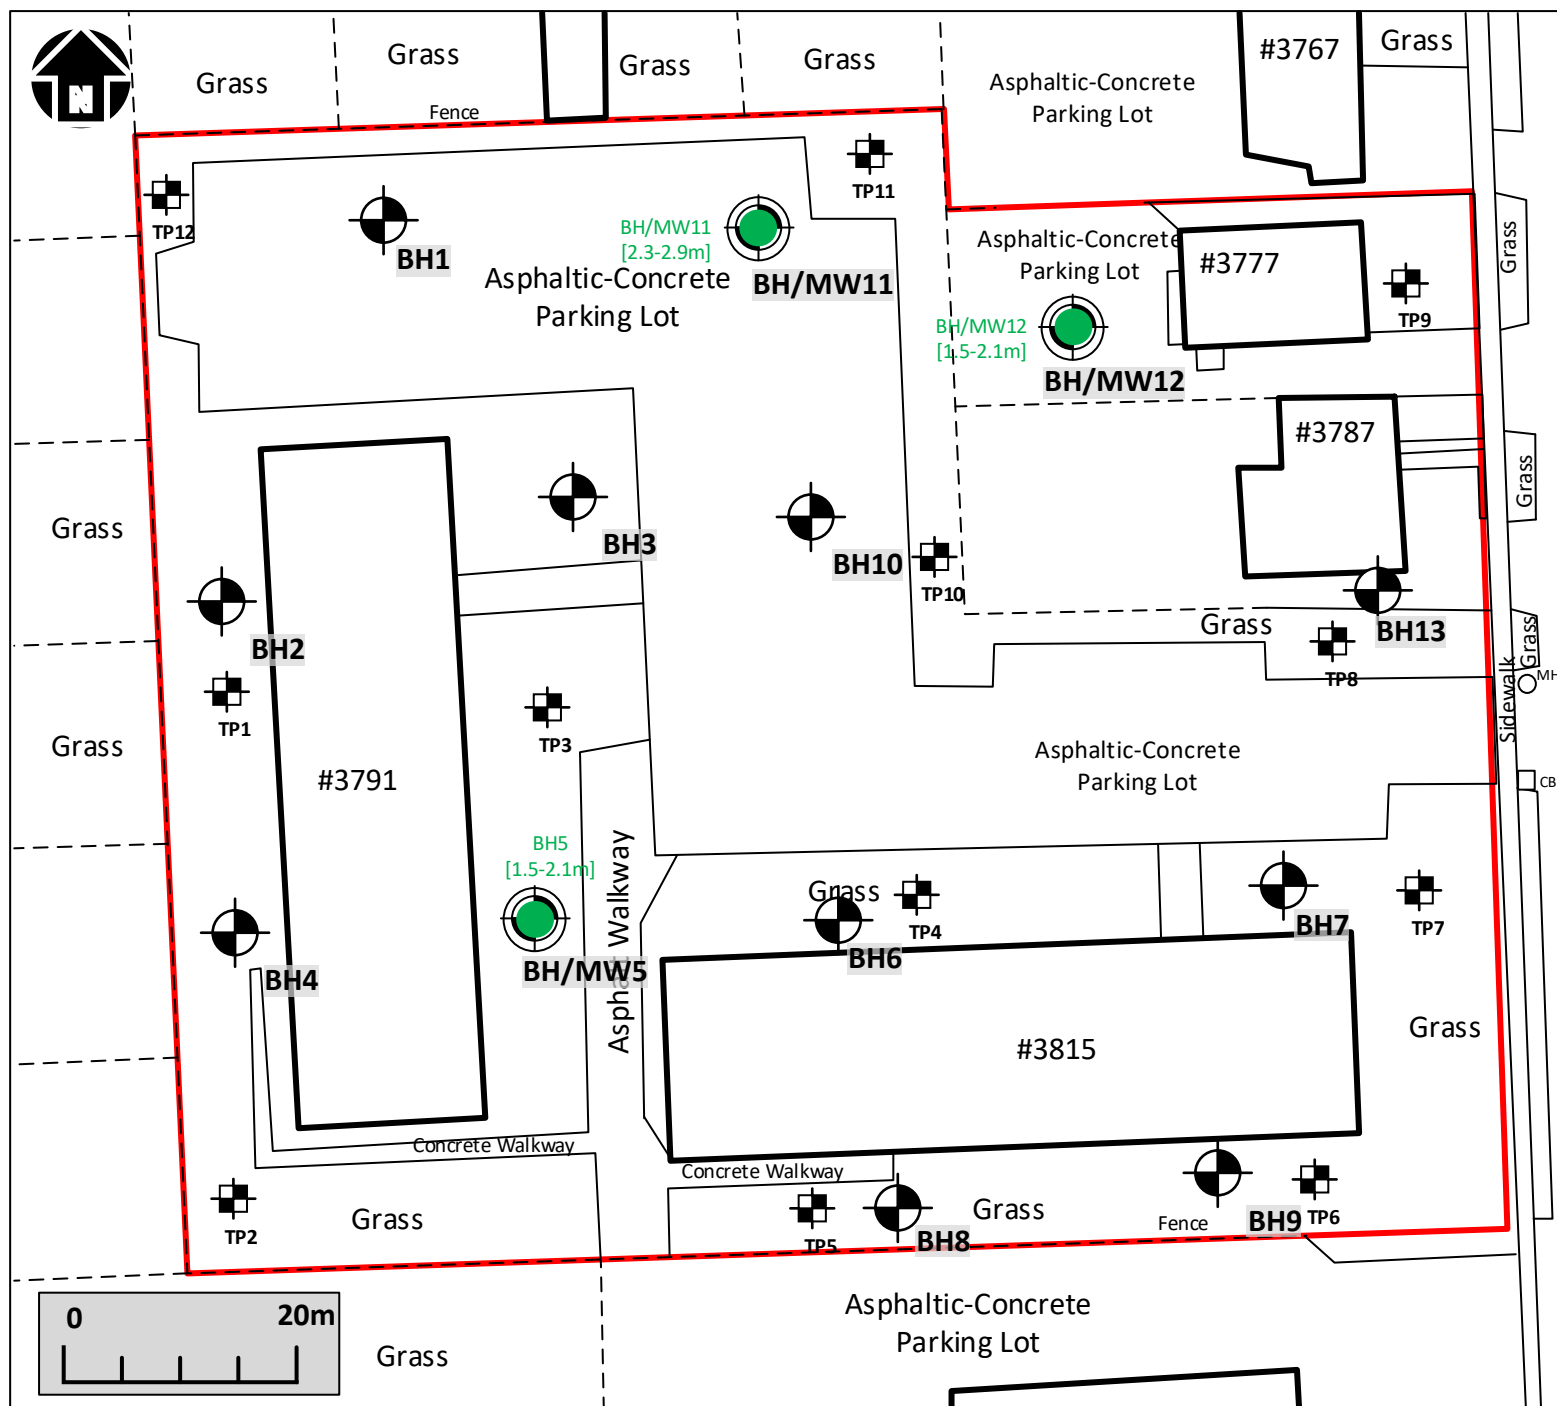 N
Grass
Grass
Grass
Grass
Fence
Asphaltic-Concrete
Parking Lot
#3767
Grass
TP12
BH1
BH/MW11
[2.3-2.9m]
BH/MW11
TP11
Asphaltic-Concrete
Parking Lot
Asphaltic-Concrete
Parking Lot
#3777
TP9
Grass
BH/MW12
[1.5-2.1m]
BH/MW12
#3787
Grass
Grass
BH3
BH10
TP10
BH2
BH13
Grass
Grass
TP8
MH
Sidewalk
TP1
TP3
Grass
#3791
Asphaltic-Concrete
Parking Lot
CB
BH5
[1.5-2.1m]
Asphalt Walkway
BH/MW5
BH4
Grass
TP4
BH6
BH7
TP7
Grass
#3815
Concrete Walkway
Concrete Walkway
TP2
Grass
TP5
BH8
Grass
Fence
BH9
TP6
0
20m
Grass
Asphaltic-Concrete
Parking Lot